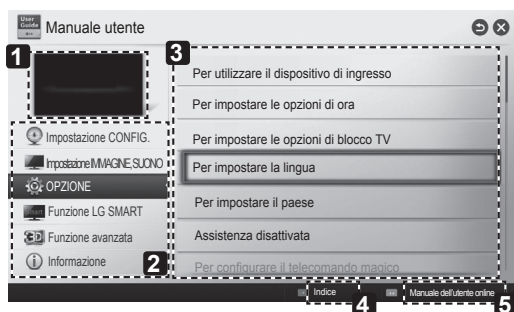 User
Guide
Manuale utente
1
3
Per utilizzare il dispositivo di ingresso
Per impostare le opzioni di ora
Impostazione CONFIG.
Per impostare le opzioni di blocco TV
Impostazione IMMAGINE, SUONO
Per impostare la lingua
OPZIONE
Per impostare il paese
Funzione LG SMART
Funzione avanzata
Assistenza disattivata
Informazione
2
Per configurare il telecomando magico
Indice
4
Manuale dell'utente online
5